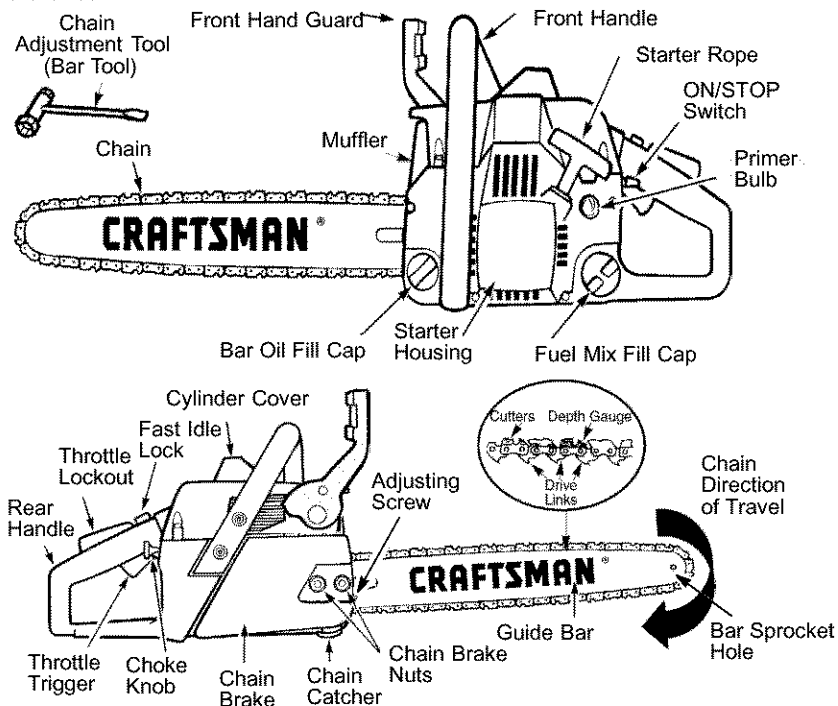 Chain
Adjustment Tool
(Bar Tool)
Front Hand Guard
Front Handle
Starter Rope
ON/STOP
Switch
Muffler
Primer
Bulb
Chain
CRAFTSMAN®
Bar Oil Fill Cap
Starter
Housing
Fuel Mix Fill Cap
Cylinder Cover
Fast Idle
Lock
Throttle
Lockout
Rear
Handle
Adjusting
Screw
Cutters
Depth Gauge
Drive
Links
Chain
Direction
of Travel
CRAFTSMAN®
Guide Bar
Bar Sprocket
Hole
Throttle
Trigger
Choke
Knob
Chain
Brake
Chain
Catcher
Chain Brake
Nuts